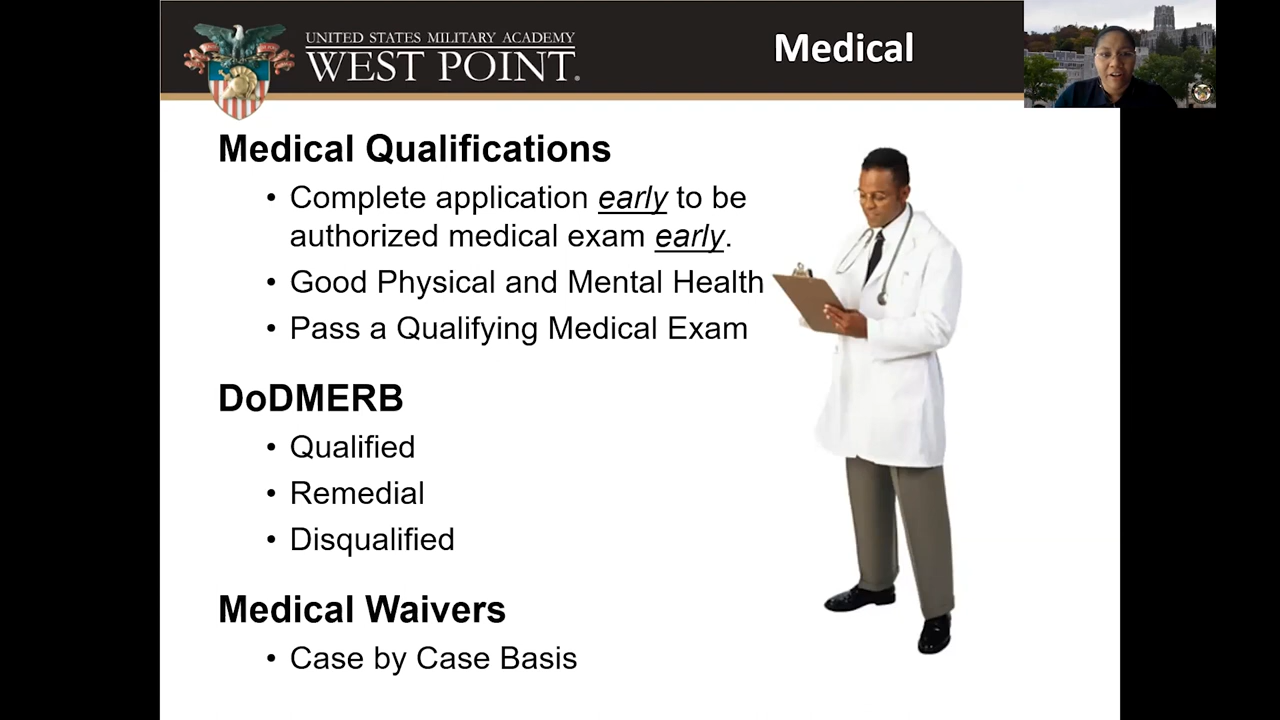 UNITED STATES MILITARY ACADEMY
WEST POINT.
Medical
Medical Qualifications
• Complete application early to be
authorized medical exam early.
• Good Physical and Mental Health
• Pass a Qualifying Medical Exam
DoDMERB
• Qualified
• Remedial
• Disqualified
Medical Waivers
• Case by Case Basis